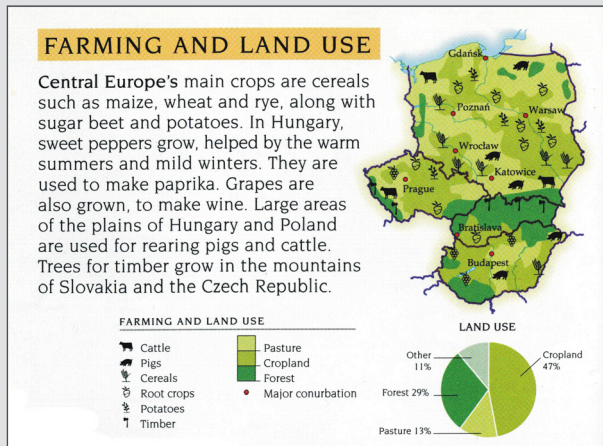 FARMING AND LAND USE
Central Europe's main crops are cereals
such as maize, wheat and rye, along with
sugar beet and potatoes. In Hungary,
sweet peppers grow, helped by the warm
summers and mild winters. They are
used to make paprika. Grapes are
also grown, to make wine. Large areas
of the plains of Hungary and Poland
are used for rearing pigs and cattle.
Trees for timber grow in the mountains
of Slovakia and the Czech Republic.
Gdańsk
Poznań
Warsaw
Wrocław
Katowice
Prague
Bratislava
Budapest
FARMING AND LAND USE
Cattle
Pigs
Cereals
Root crops
Potatoes
Timber
Pasture
Cropland
Forest
Major conurbation
LAND USE
Other
11%
Cropland
47%
Forest 29%
Pasture 13%